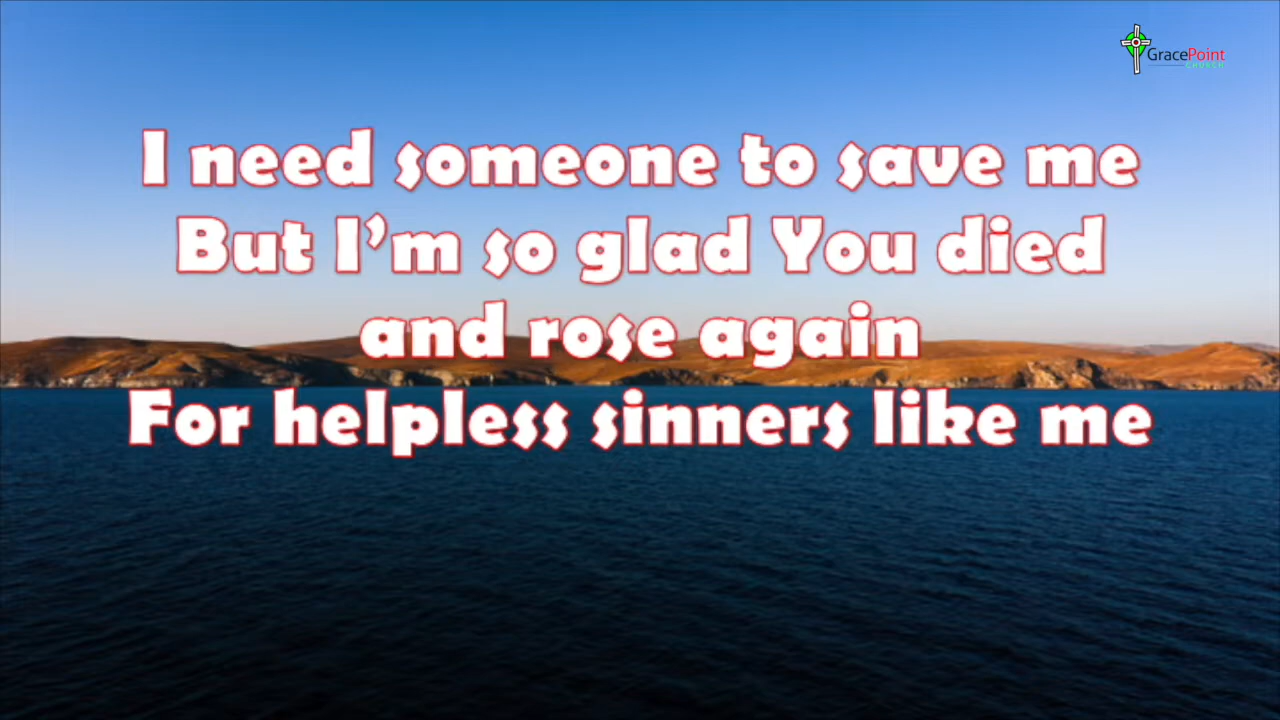 GracePoint
CHURCH
I need someone to save me
But I’m so glad You died
and rose again
For helpless sinners like me